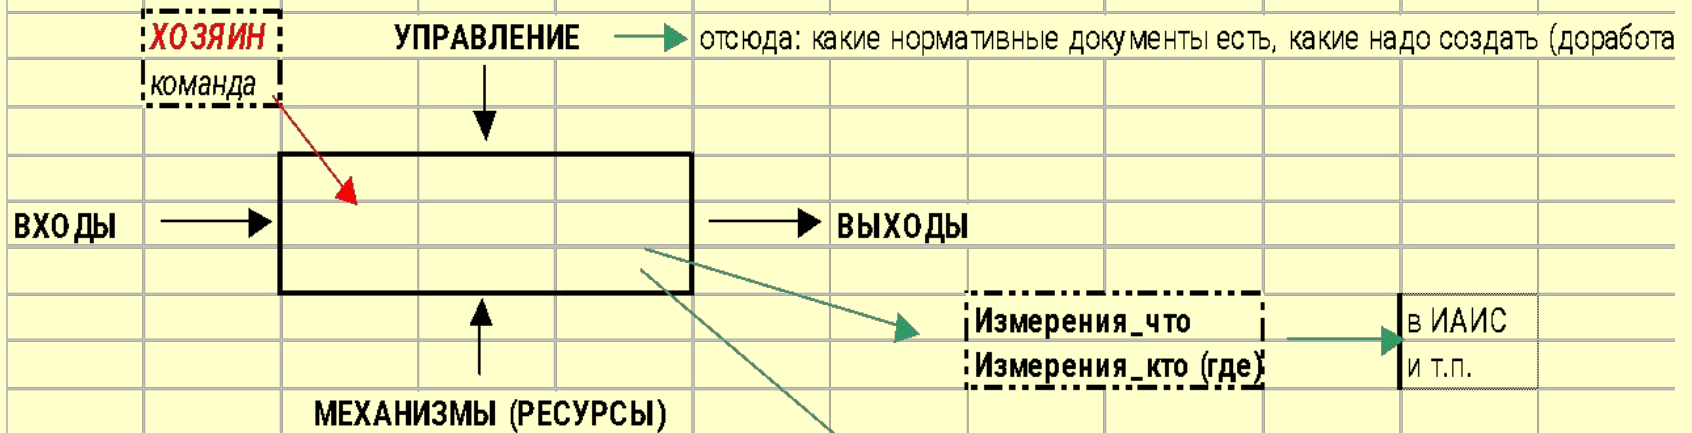 ХОЗЯИН
команда
УПРАВЛЕНИЕ
отсюда: какие нормативные документы есть, какие надо создать (доработа
ВХОДЫ
ВЫХОДЫ
Измерения_что
Измерения_кто (где)
в ИАИС
и т.п.
МЕХАНИЗМЫ (РЕСУРСЫ)